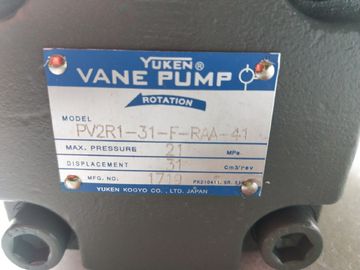 YUKEN®
VANE PUMP
ROTATION
MODEL
PV2R1-31-F-RAA-41
MAX. PRESSURE 21 MPa
DISPLACEMENT 31 cm3/rev
MFG. NO. 1719
YUKEN KOGYO CO., LTD. JAPAN